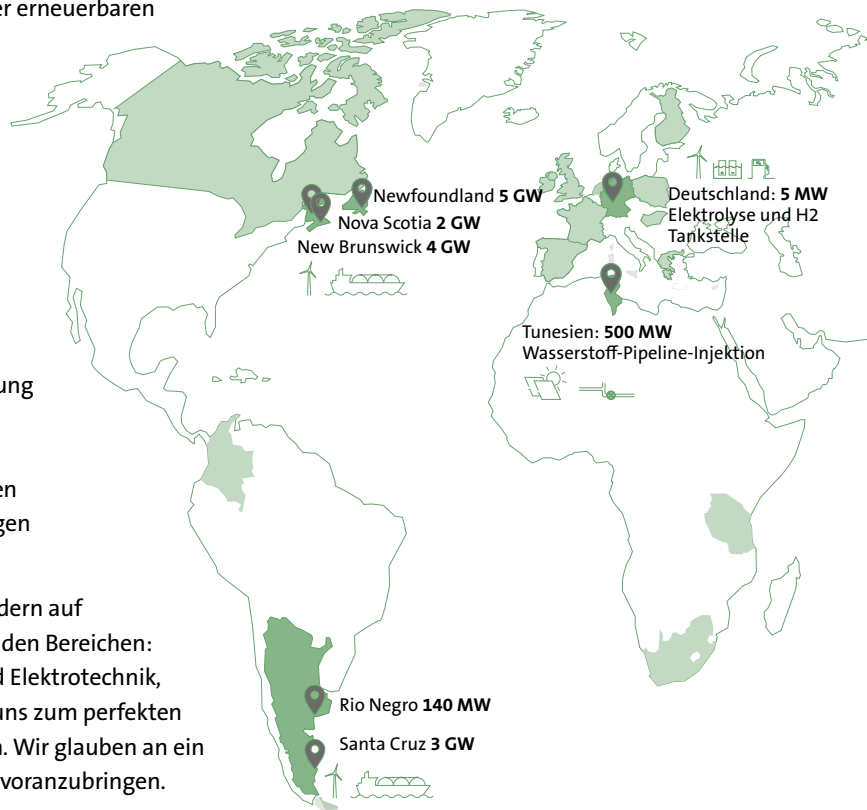 er erneuerbaren
Newfoundland 5 GW
Nova Scotia 2 GW
New Brunswick 4 GW
Deutschland: 5 MW
Elektrolyse und H2
Tankstelle
Tunesien: 500 MW
Wasserstoff-Pipeline-Injektion
ung
en
gen
dern auf
den Bereichen:
d Elektrotechnik,
uns zum perfekten
n. Wir glauben an ein
voranzubringen.
Rio Negro 140 MW
Santa Cruz 3 GW